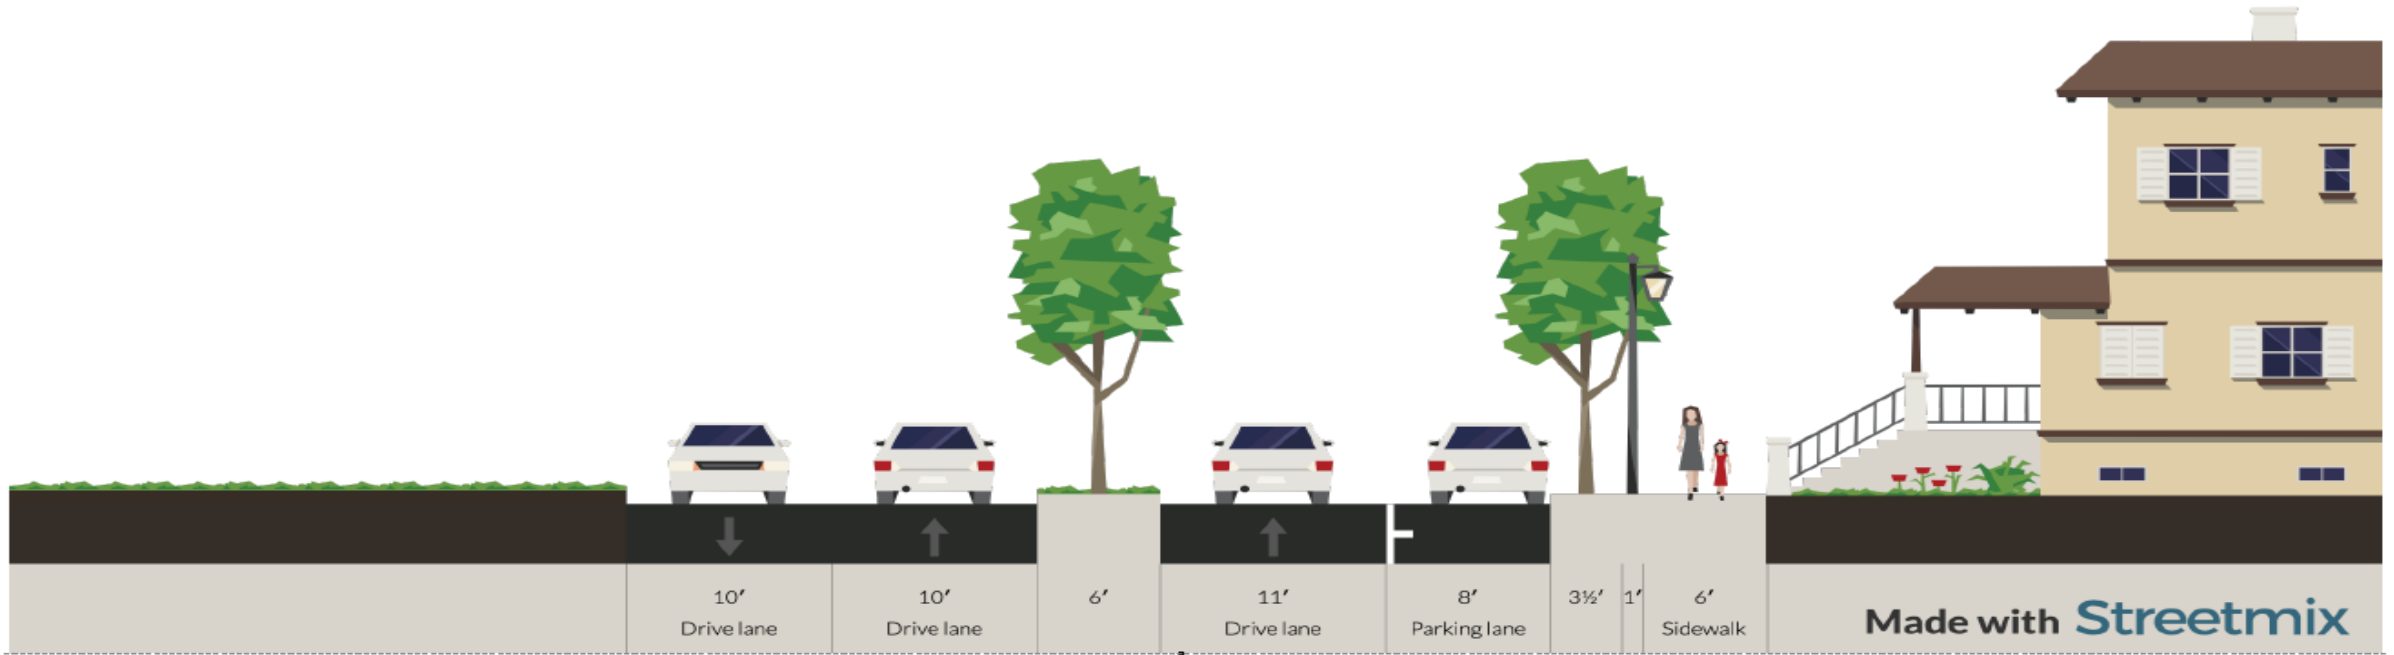 10′ 10′ 6′ 11′ 8′ 3½′ 1′ 6′
Drive lane Drive lane Drive lane Parking lane Sidewalk
Made with Streetmix